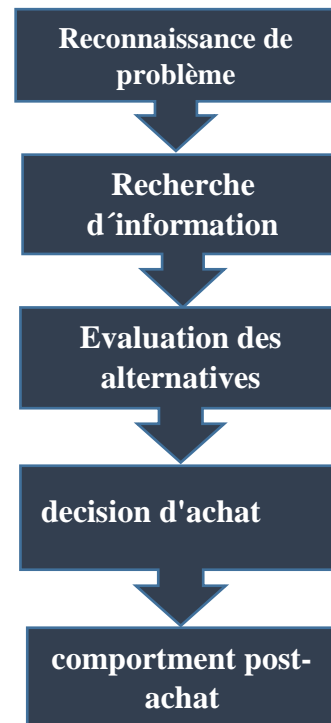 Reconnaissance de
problème
Recherche
d´information
Evaluation des
alternatives
decision d'achat
comportment post-
achat